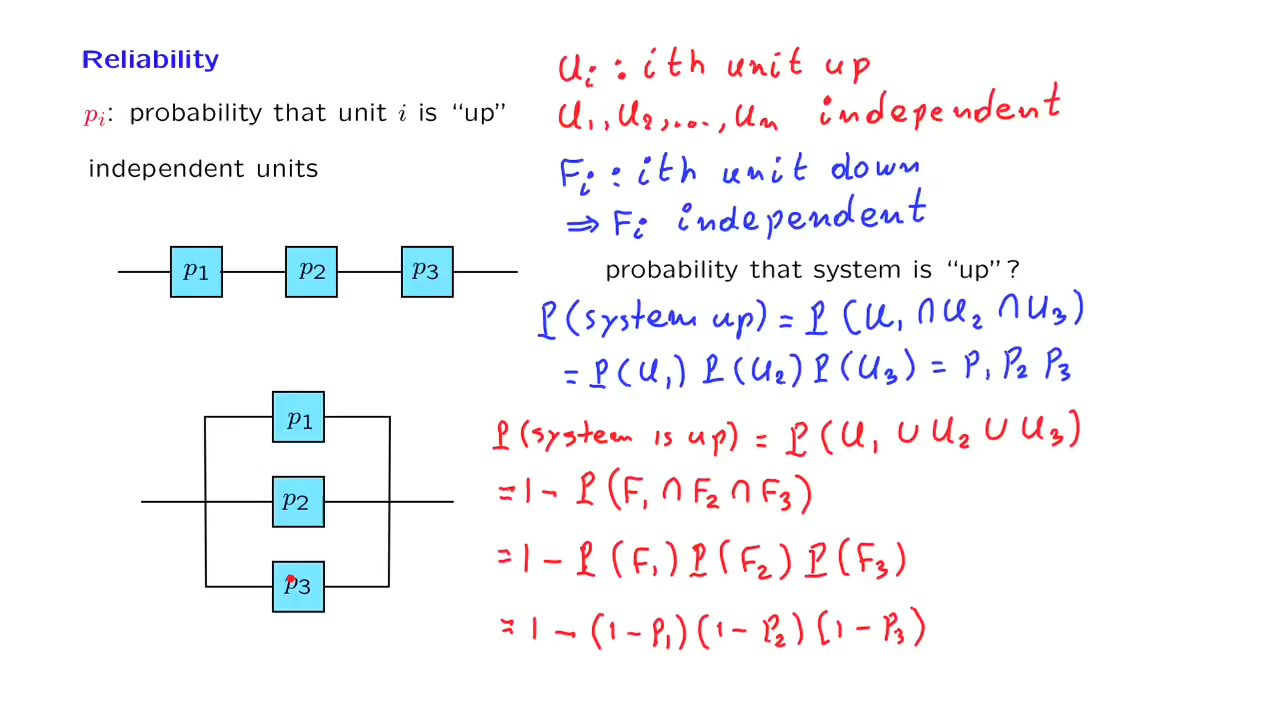 Reliability
pᵢ: probability that unit i is “up”
independent units
Uᵢ : ith unit up
U₁, U₂, ..., Uₙ independent
Fᵢ : ith unit down
⇒ Fᵢ independent
p₁ p₂ p₃
probability that system is “up”?
P(system up) = P(U₁ ∩ U₂ ∩ U₃)
= P(U₁) P(U₂) P(U₃) = P₁ P₂ P₃
p₁
p₂
p₃
P(system is up) = P(U₁ ∪ U₂ ∪ U₃)
= 1 - P(F₁ ∩ F₂ ∩ F₃)
= 1 - P(F₁) P(F₂) P(F₃)
= 1 - (1 - P₁)(1 - P₂)(1 - P₃)